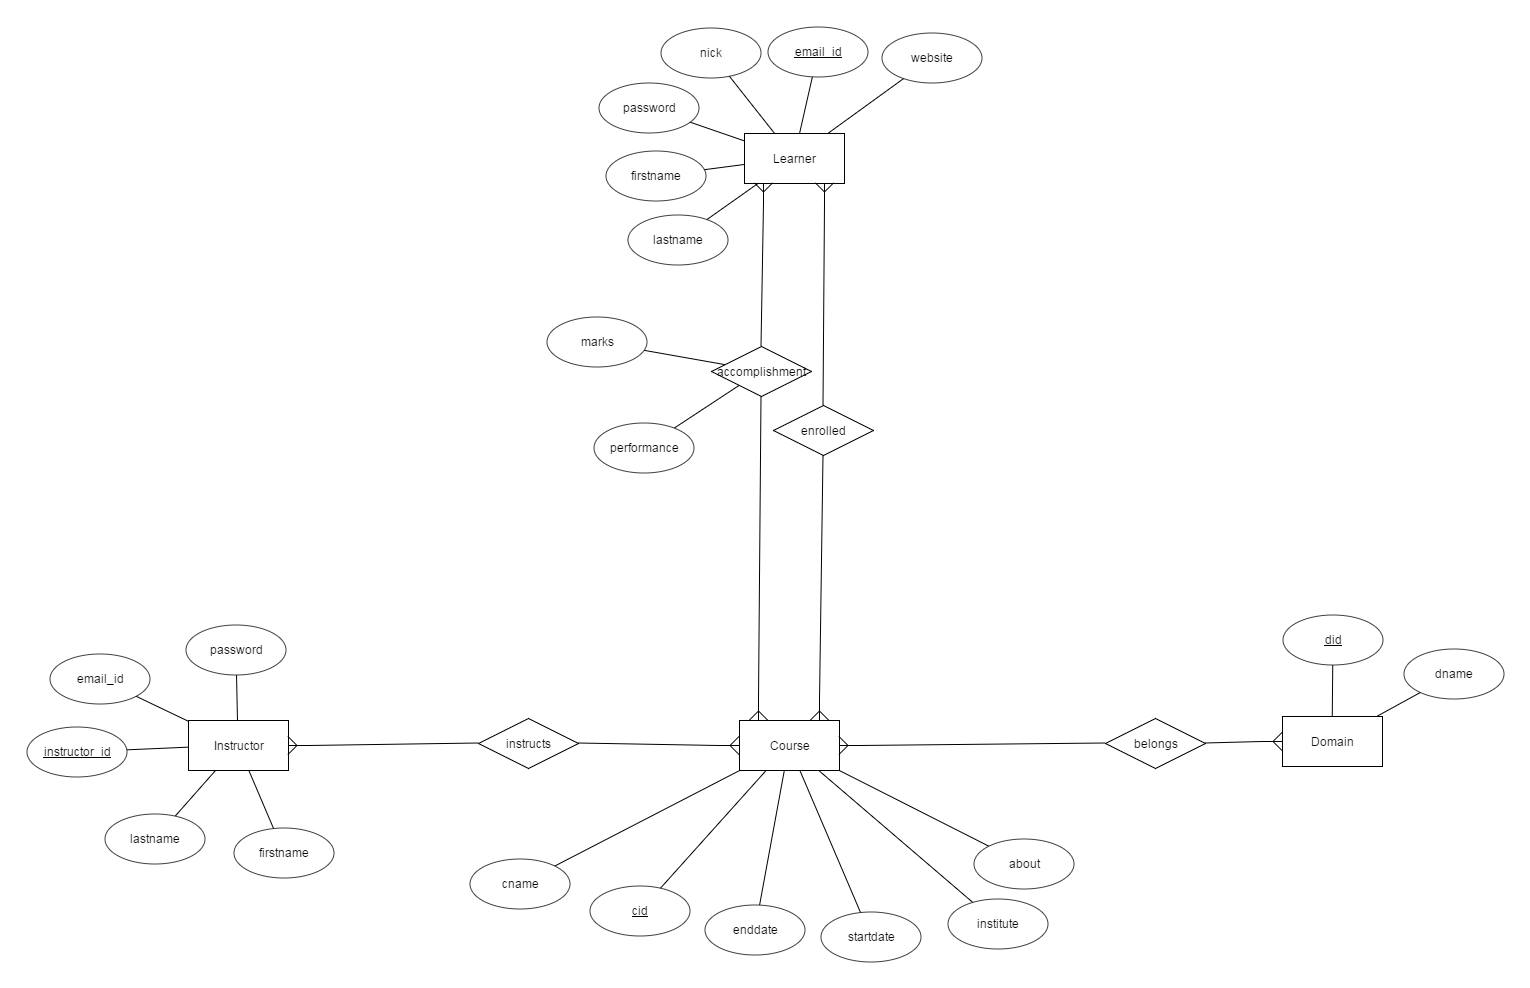 nick
email_id
website
password
Learner
firstname
lastname
marks
accomplishment
enrolled
performance
did
password
dname
email_id
Instructor
instructs
Course
belongs
Domain
instructor_id
lastname
firstname
about
cname
cid
institute
enddate
startdate